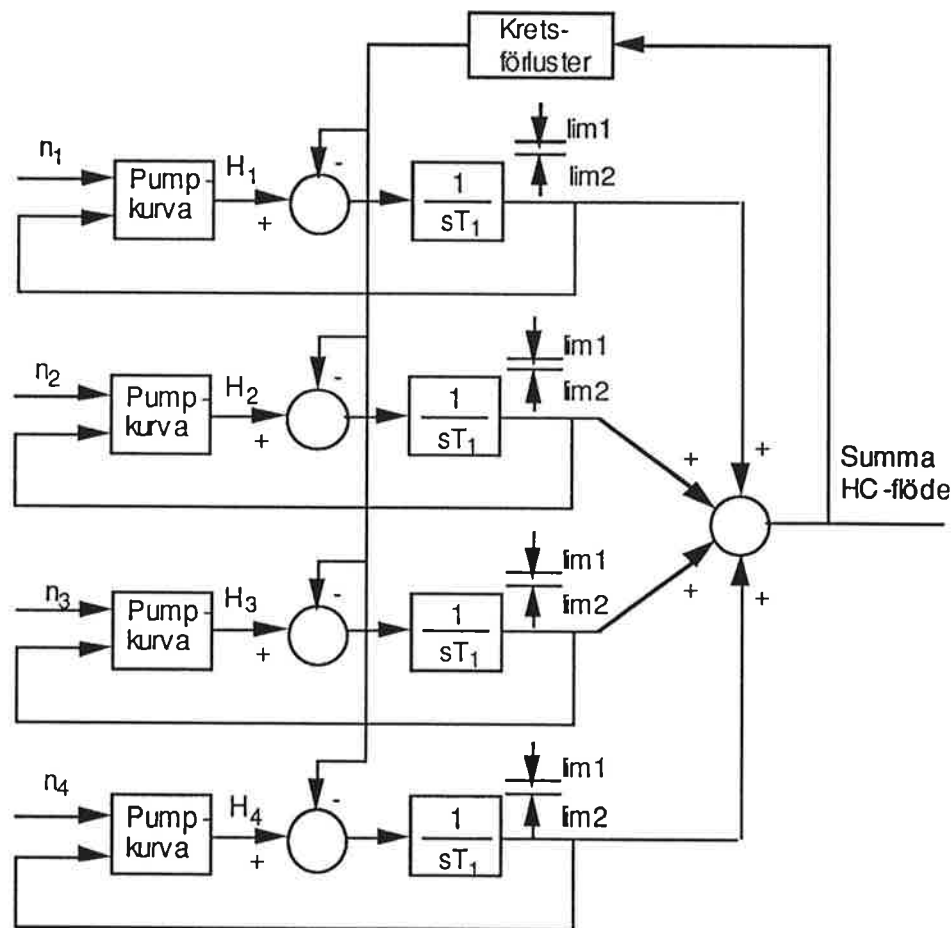 Krets-
förluster
n1
Pump
kurva
H1
-
+
1
sT1
lim1
lim2
n2
Pump
kurva
H2
-
+
1
sT1
lim1
lim2
+
+
Summa
HC-flöde
n3
Pump
kurva
H3
-
+
1
sT1
lim1
lim2
+
+
n4
Pump
kurva
H4
-
+
1
sT1
lim1
lim2